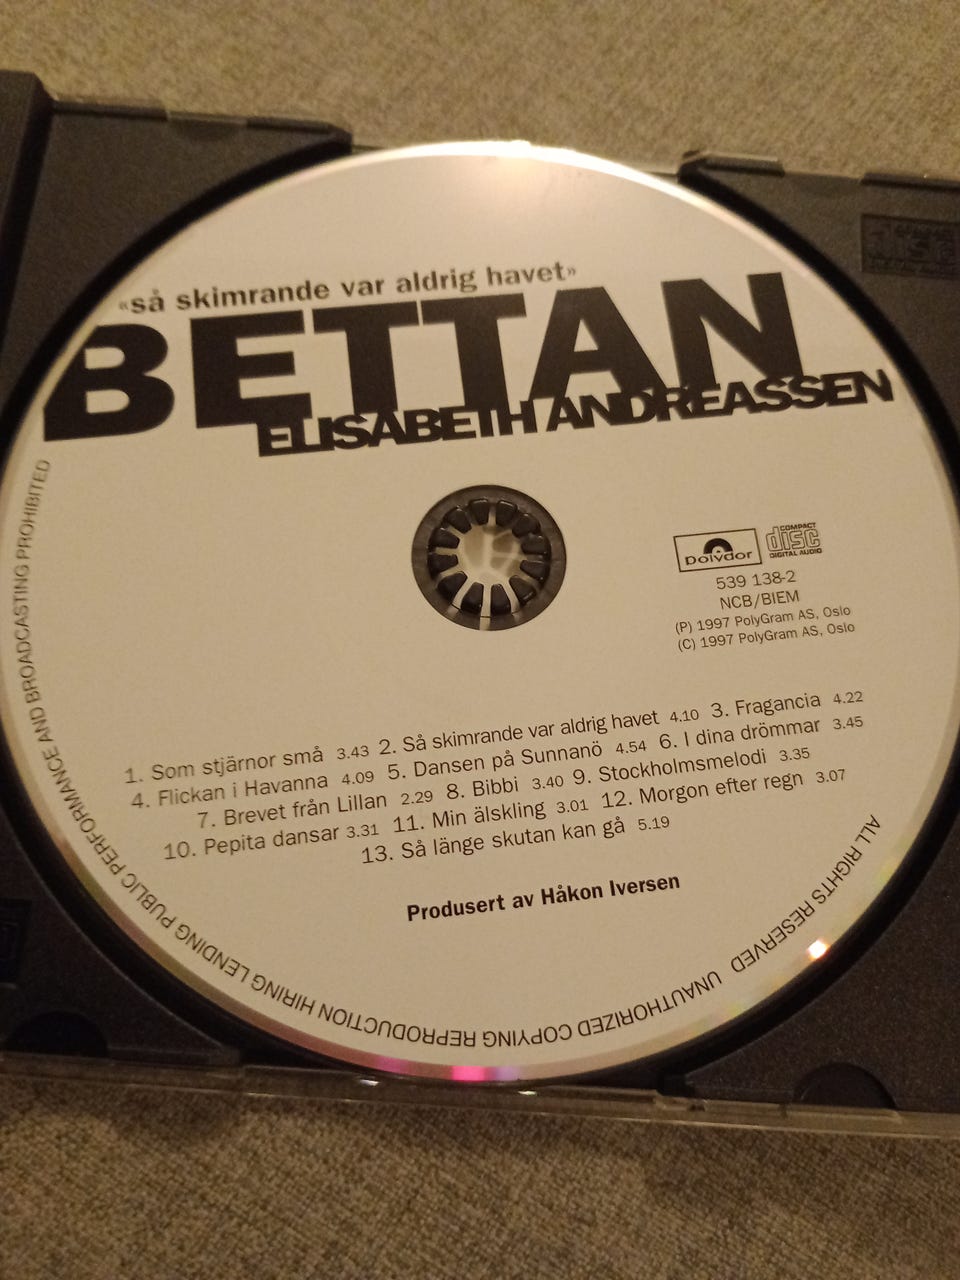 «så skimrande var aldrig havet»
BETTAN
ELISABETH ANDREASSEN
polydor
COMPACT
disc
DIGITAL AUDIO
539 138-2
NCB/BIEM
(P) 1997 PolyGram AS, Oslo
(C) 1997 PolyGram AS, Oslo
1. Som stjärnor små 3.43 2. Så skimrande var aldrig havet 4.10 3. Fragancia 4.22
4. Flickan i Havanna 4.09 5. Dansen på Sunnanö 4.54 6. I dina drömmar 3.45
7. Brevet från Lillan 2.29 8. Bibbi 3.40 9. Stockholmsmelodi 3.35
10. Pepita dansar 3.31 11. Min älskling 3.01 12. Morgon efter regn 3.07
13. Så länge skutan kan gå 5.19
Produsert av Håkon Iversen
ALL RIGHTS RESERVED UNAUTHORIZED COPYING REPRODUCTION HIRING LENDING PUBLIC PERFORMANCE AND BROADCASTING PROHIBITED